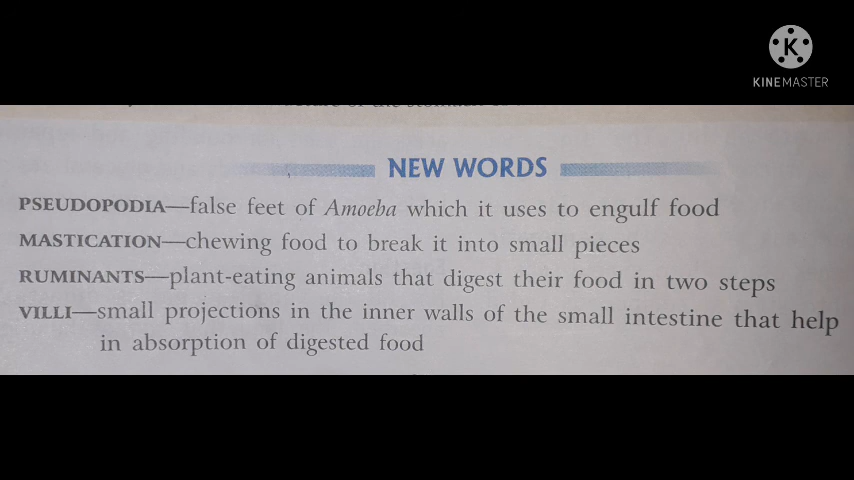 KINEMASTER
NEW WORDS
PSEUDOPODIA—false feet of Amoeba which it uses to engulf food
MASTICATION—chewing food to break it into small pieces
RUMINANTS—plant-eating animals that digest their food in two steps
VILLI—small projections in the inner walls of the small intestine that help
in absorption of digested food